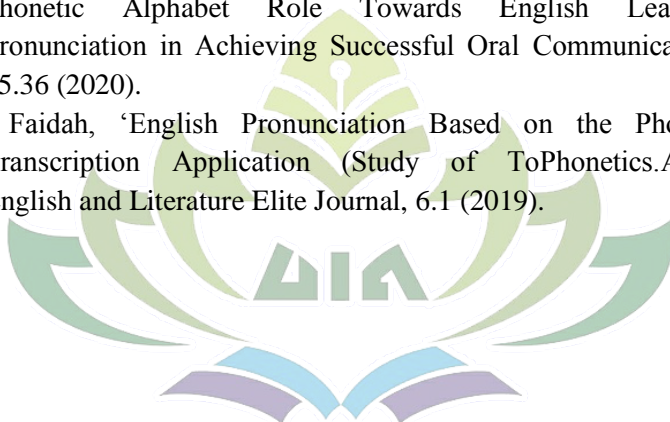 honetic Alphabet Role Towards English Lea
ronunciation in Achieving Successful Oral Communica
5.36 (2020).
Faidah, ‘English Pronunciation Based on the Pho
ranscription Application (Study of ToPhonetics.A
nglish and Literature Elite Journal, 6.1 (2019).
UIN